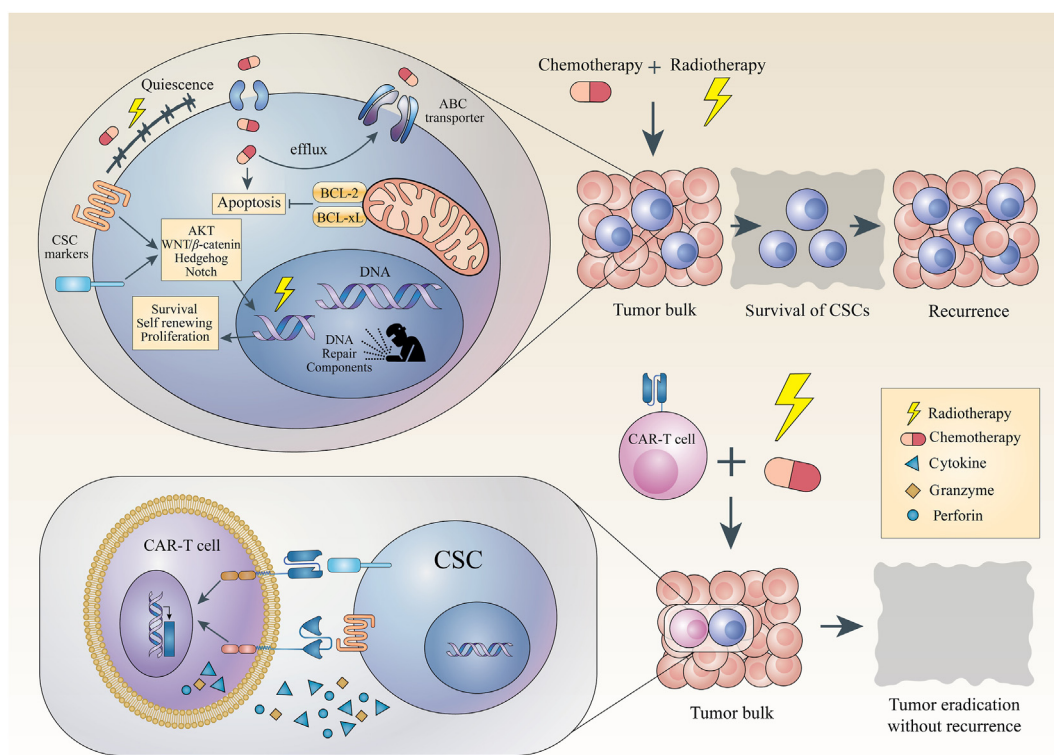 Quiescence
ABC
transporter
efflux
Apoptosis
BCL-2
BCL-xL
CSC
markers
AKT
WNT/β-catenin
Hedgehog
Notch
Survival
Self renewing
Proliferation
DNA
DNA
Repair
Components
Chemotherapy + Radiotherapy
Tumor bulk
Survival of CSCs
Recurrence
CAR-T cell
+
Radiotherapy
Chemotherapy
Cytokine
Granzyme
Perforin
CAR-T cell
CSC
Tumor bulk
Tumor eradication
without recurrence